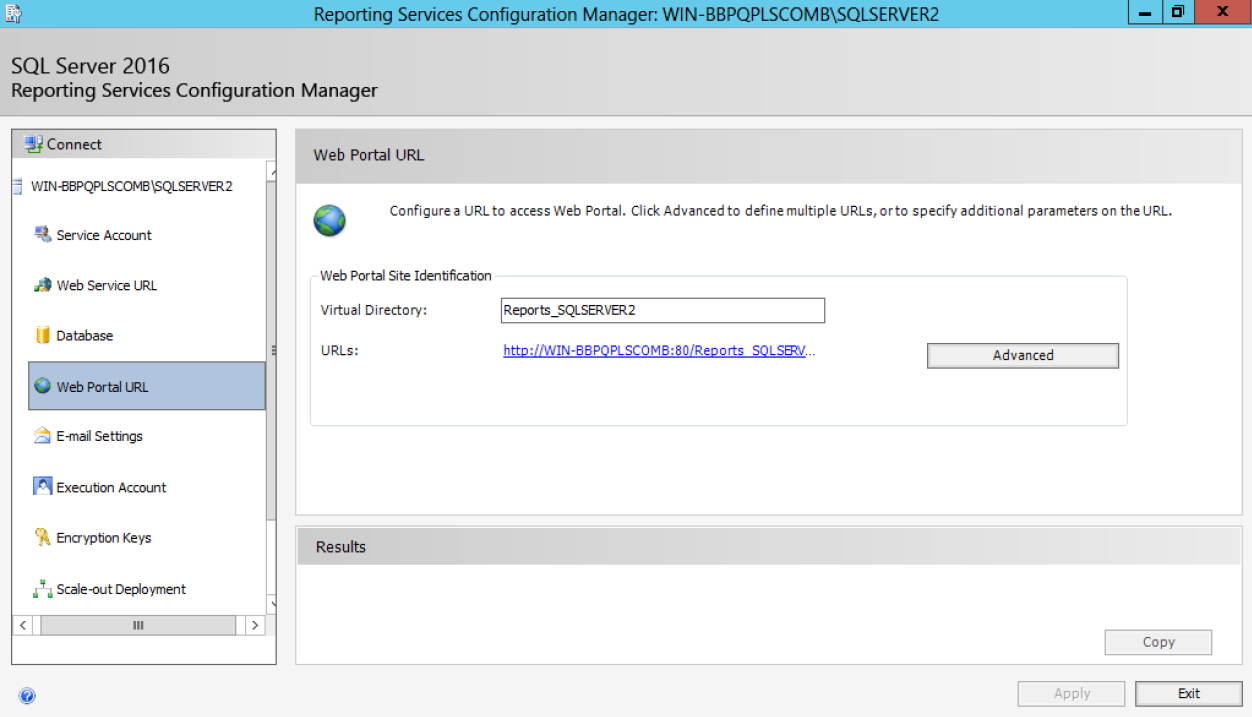 Reporting Services Configuration Manager: WIN-BBPQPLSCOMB\SQLSERVER2
SQL Server 2016
Reporting Services Configuration Manager
Connect
WIN-BBPQPLSCOMB\SQLSERVER2
Service Account
Web Service URL
Database
Web Portal URL
E-mail Settings
Execution Account
Encryption Keys
Scale-out Deployment
Web Portal URL
Configure a URL to access Web Portal. Click Advanced to define multiple URLs, or to specify additional parameters on the URL.
Web Portal Site Identification
Virtual Directory: Reports_SQLSERVER2
URLs: http://WIN-BBPQPLSCOMB:80/Reports_SQLSERV...
Advanced
Results
Copy
Apply
Exit